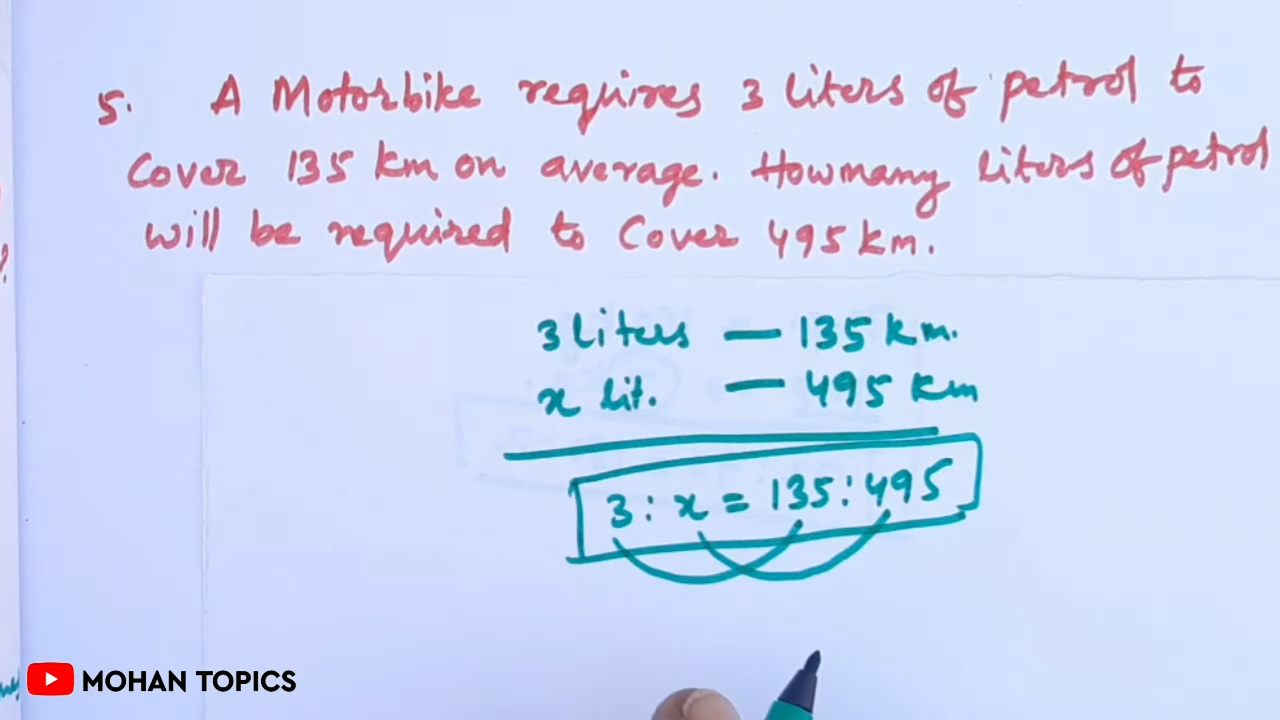 5. A Motorbike requires 3 liters of petrol to
Cover 135 km on average. Howmany liters of petrol
will be required to Cover 495 km.
?
3 liters — 135 km.
x lit. — 495 km
3 : x = 135 : 495
MOHAN TOPICS